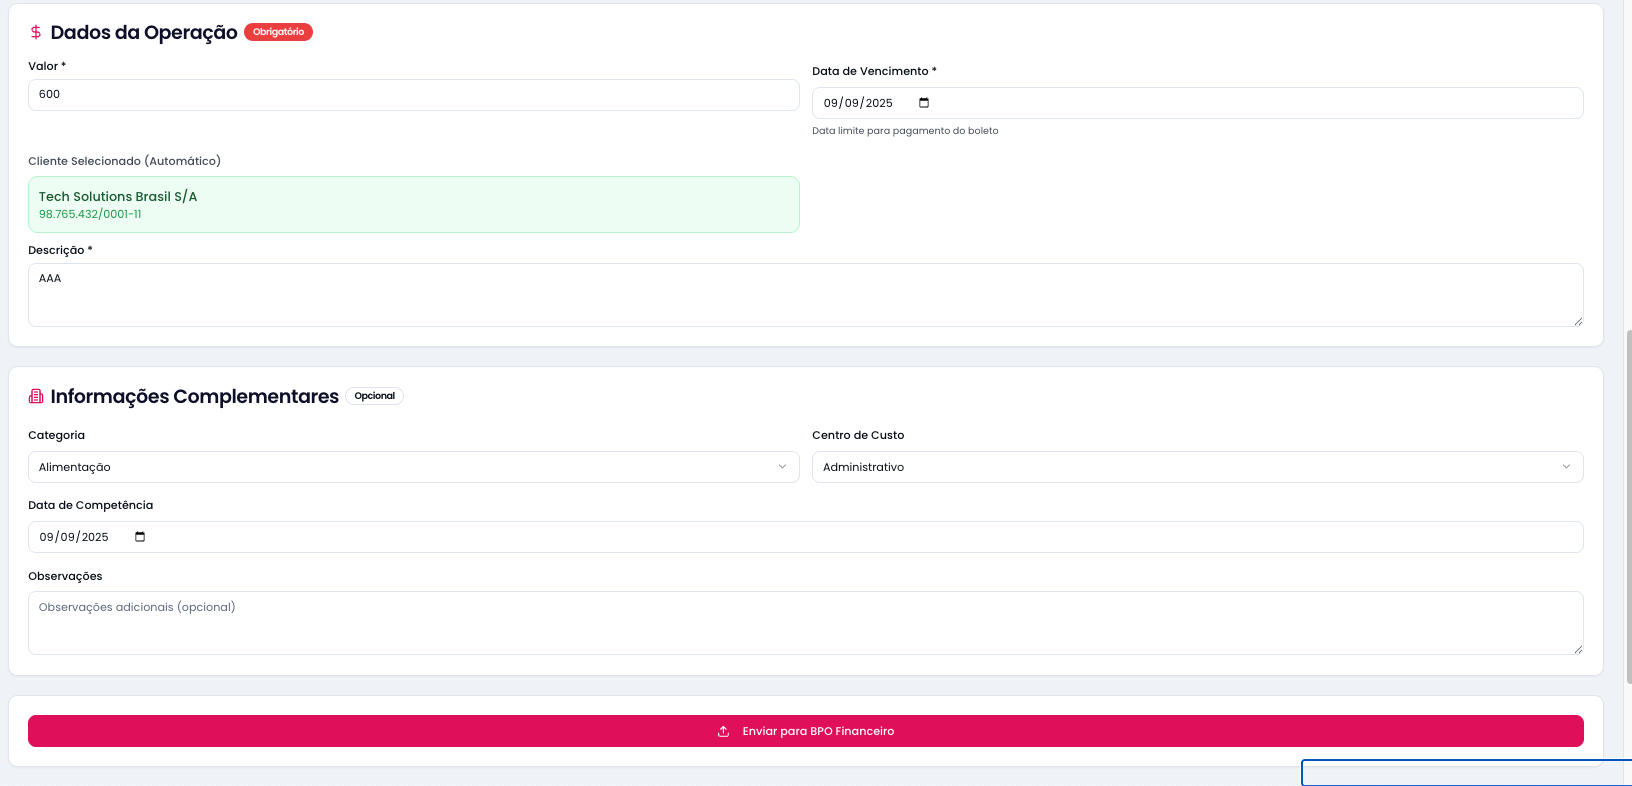 Dados da Operação Obrigatório
Valor *
600
Data de Vencimento *
09/09/2025
Data limite para pagamento do boleto
Cliente Selecionado (Automático)
Tech Solutions Brasil S/A
98.765.432/0001-11
Descrição *
AAA
Informações Complementares Opcional
Categoria
Alimentação
Centro de Custo
Administrativo
Data de Competência
09/09/2025
Observações
Observações adicionais (opcional)
Enviar para BPO Financeiro